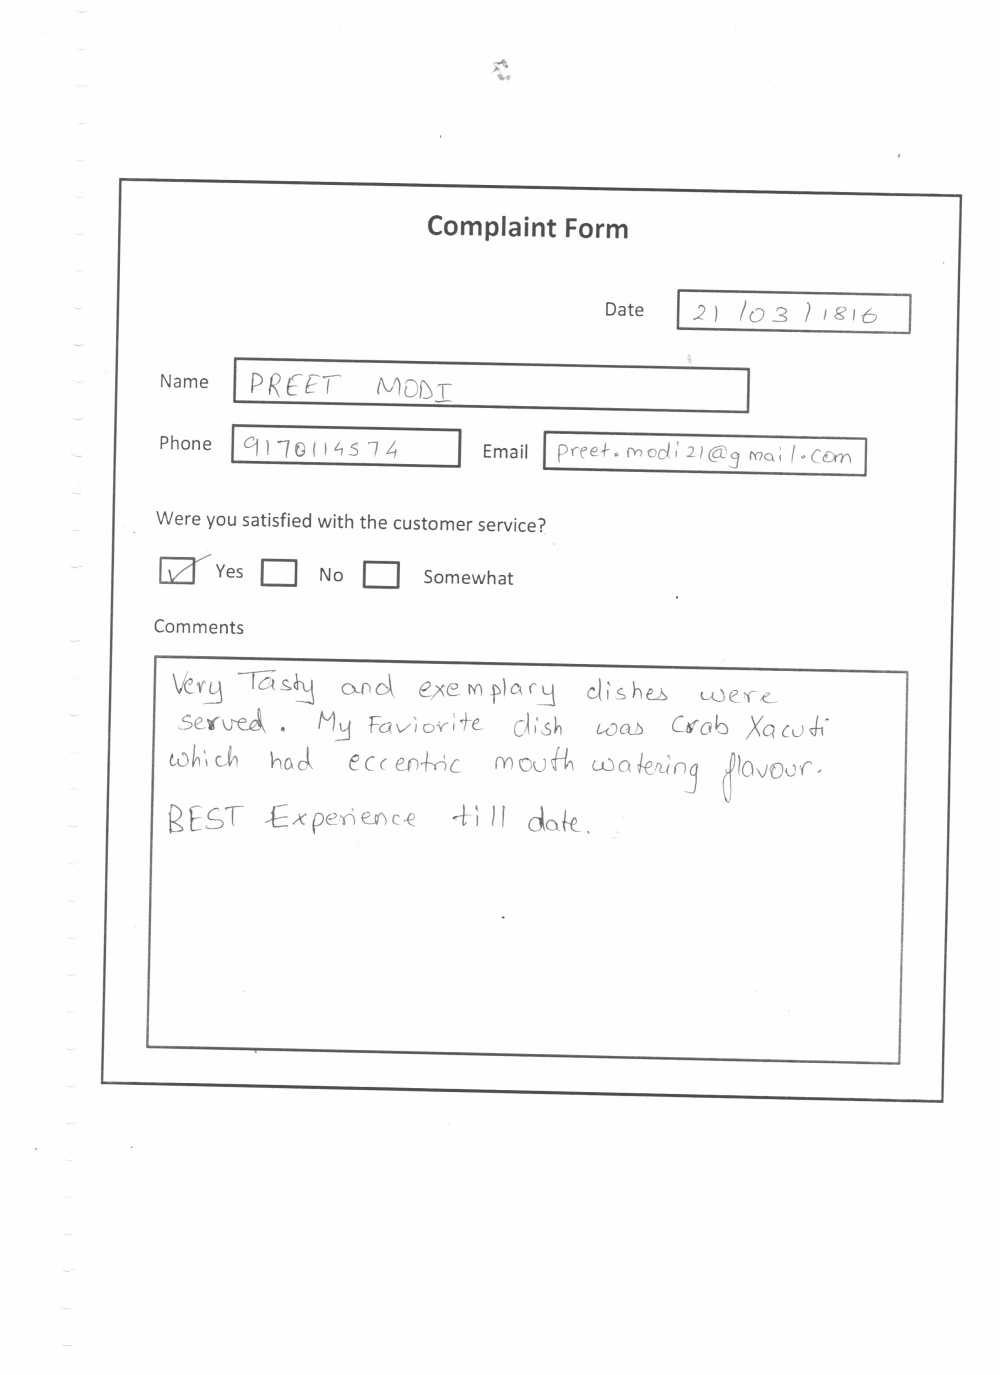 Complaint Form
Date 21/03/1816
Name PREET MODI
Phone 9170114574 Email preet.modi21@gmail.com
Were you satisfied with the customer service?
Yes No Somewhat
Comments
Very Tasty and exemplary dishes were
served. My Faviorite dish was Crab Xacuti
which had eccentric mouth watering flavour.
BEST Experience till date.